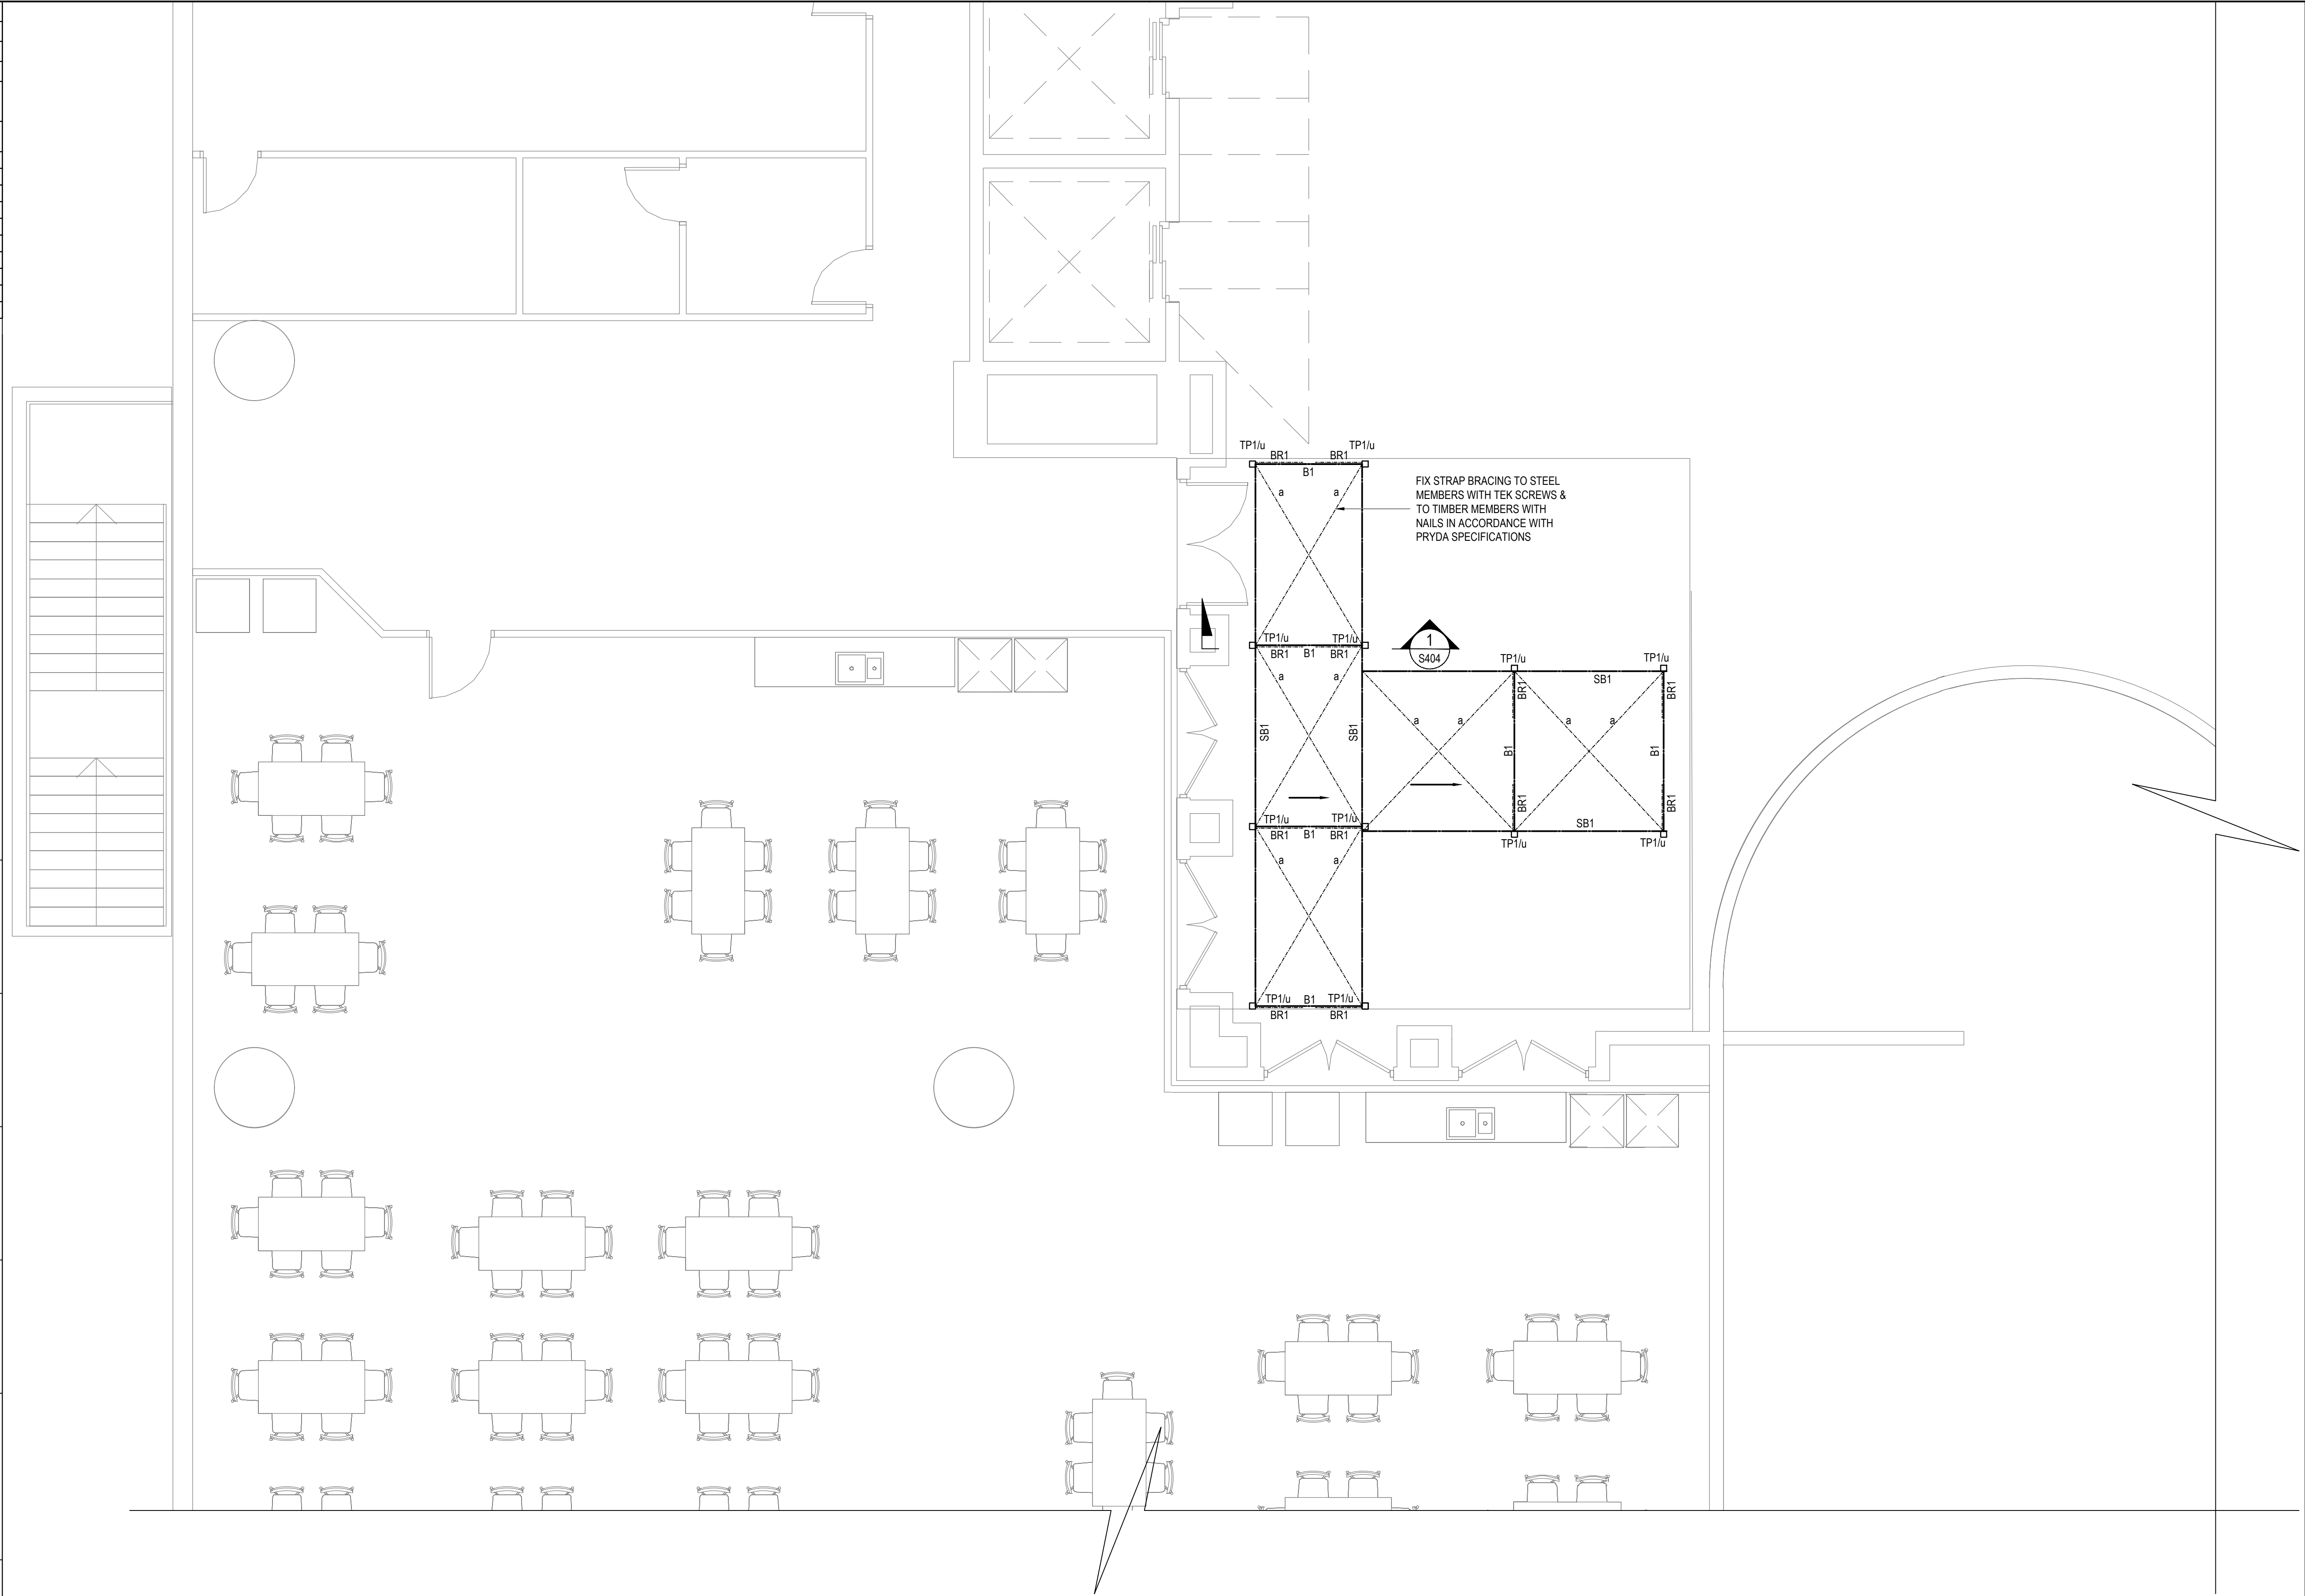 TP1/u TP1/u
BR1 BR1
B1
a a
FIX STRAP BRACING TO STEEL
MEMBERS WITH TEK SCREWS &
TO TIMBER MEMBERS WITH
NAILS IN ACCORDANCE WITH
PRYDA SPECIFICATIONS
TP1/u TP1/u
BR1 B1 BR1
1
S404
TP1/u TP1/u
a a
SB1
BR1 BR1
SB1 SB1
a a a a
B1 B1
BR1 BR1
TP1/u TP1/u
BR1 B1 BR1
SB1
TP1/u TP1/u
a a
TP1/u B1 TP1/u
BR1 BR1